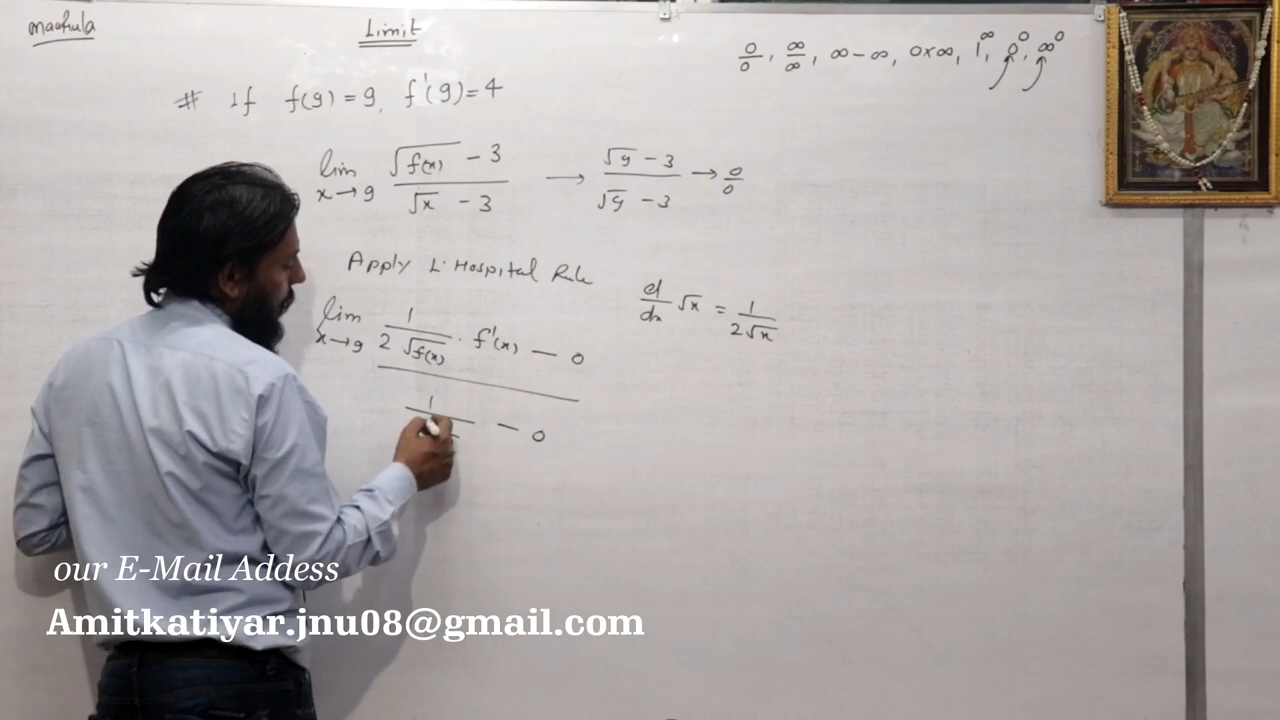 maatula
Limit
0/0, ∞/∞, ∞-∞, 0×∞, 1^∞, 0^0, ∞^0
# If f(9)=9, f'(9)=4
lim x→9 (√f(x) - 3)/(√x - 3) → (√9 - 3)/(√9 - 3) → 0/0
Apply L'Hospital Rule
d/dx √x = 1/(2√x)
lim x→9 1/(2√f(x)) · f'(x) - 0
1 - 0
our E-Mail Addess
Amitkatiyar.jnu08@gmail.com